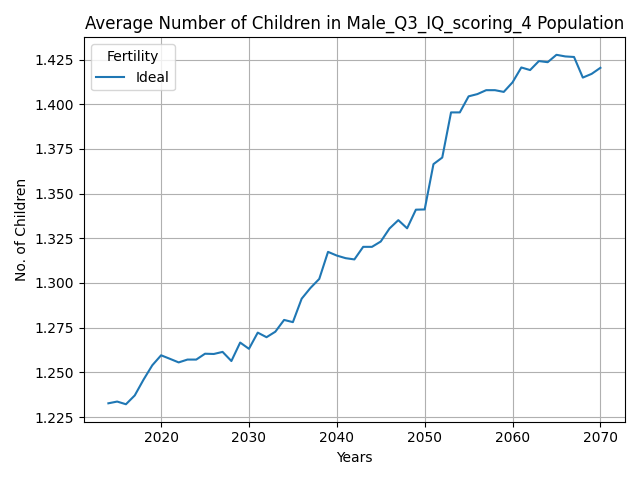 Average Number of Children in Male_Q3_IQ_scoring_4 Population
Fertility
Ideal
No. of Children
1.425
1.400
1.375
1.350
1.325
1.300
1.275
1.250
1.225
2020 2030 2040 2050 2060 2070
Years